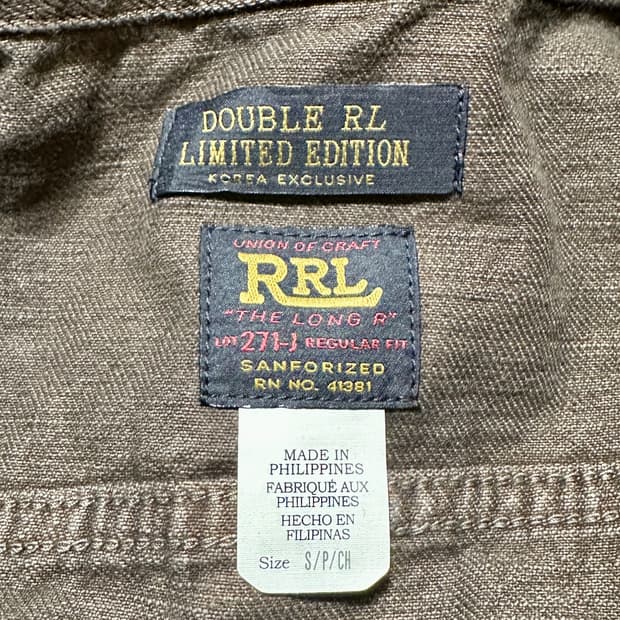 DOUBLE RL
LIMITED EDITION
KOREA EXCLUSIVE
UNION OF CRAFT
RRL
"THE LONG R"
LOT 271-J REGULAR FIT
SANFORIZED
RN NO. 41381
MADE IN
PHILIPPINES
FABRIQUÉ AUX
PHILIPPINES
HECHO EN
FILIPINAS
Size S/P/CH